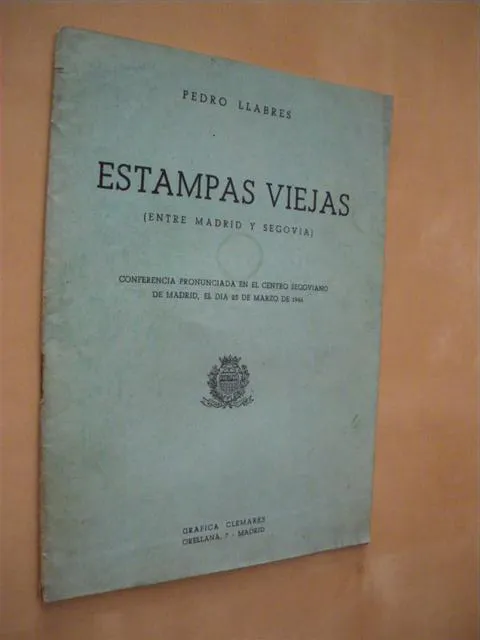 PEDRO LLABRES
ESTAMPAS VIEJAS
(ENTRE MADRID Y SEGOVIA)
CONFERENCIA PRONUNCIADA EN EL CENTRO SEGOVIANO
DE MADRID, EL DIA 25 DE MARZO DE 1944
GRAFICA CLEMARES
ORELLANA, 7 - MADRID